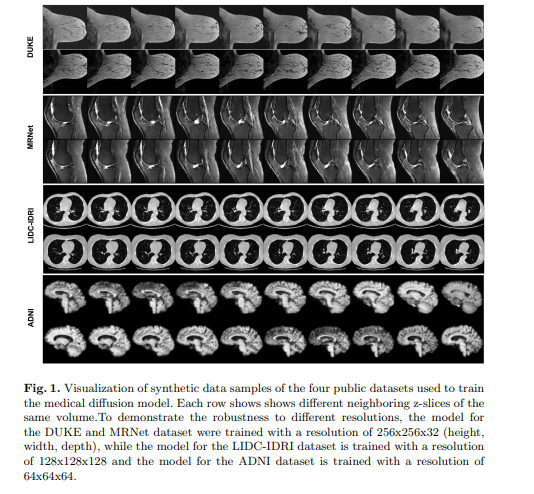 DUKE
MRNet
LIDC-IDRI
ADNI
Fig. 1. Visualization of synthetic data samples of the four public datasets used to train
the medical diffusion model. Each row shows shows different neighboring z-slices of the
same volume.To demonstrate the robustness to different resolutions, the model for
the DUKE and MRNet dataset were trained with a resolution of 256x256x32 (height,
width, depth), while the model for the LIDC-IDRI dataset is trained with a resolution
of 128x128x128 and the model for the ADNI dataset is trained with a resolution of
64x64x64.